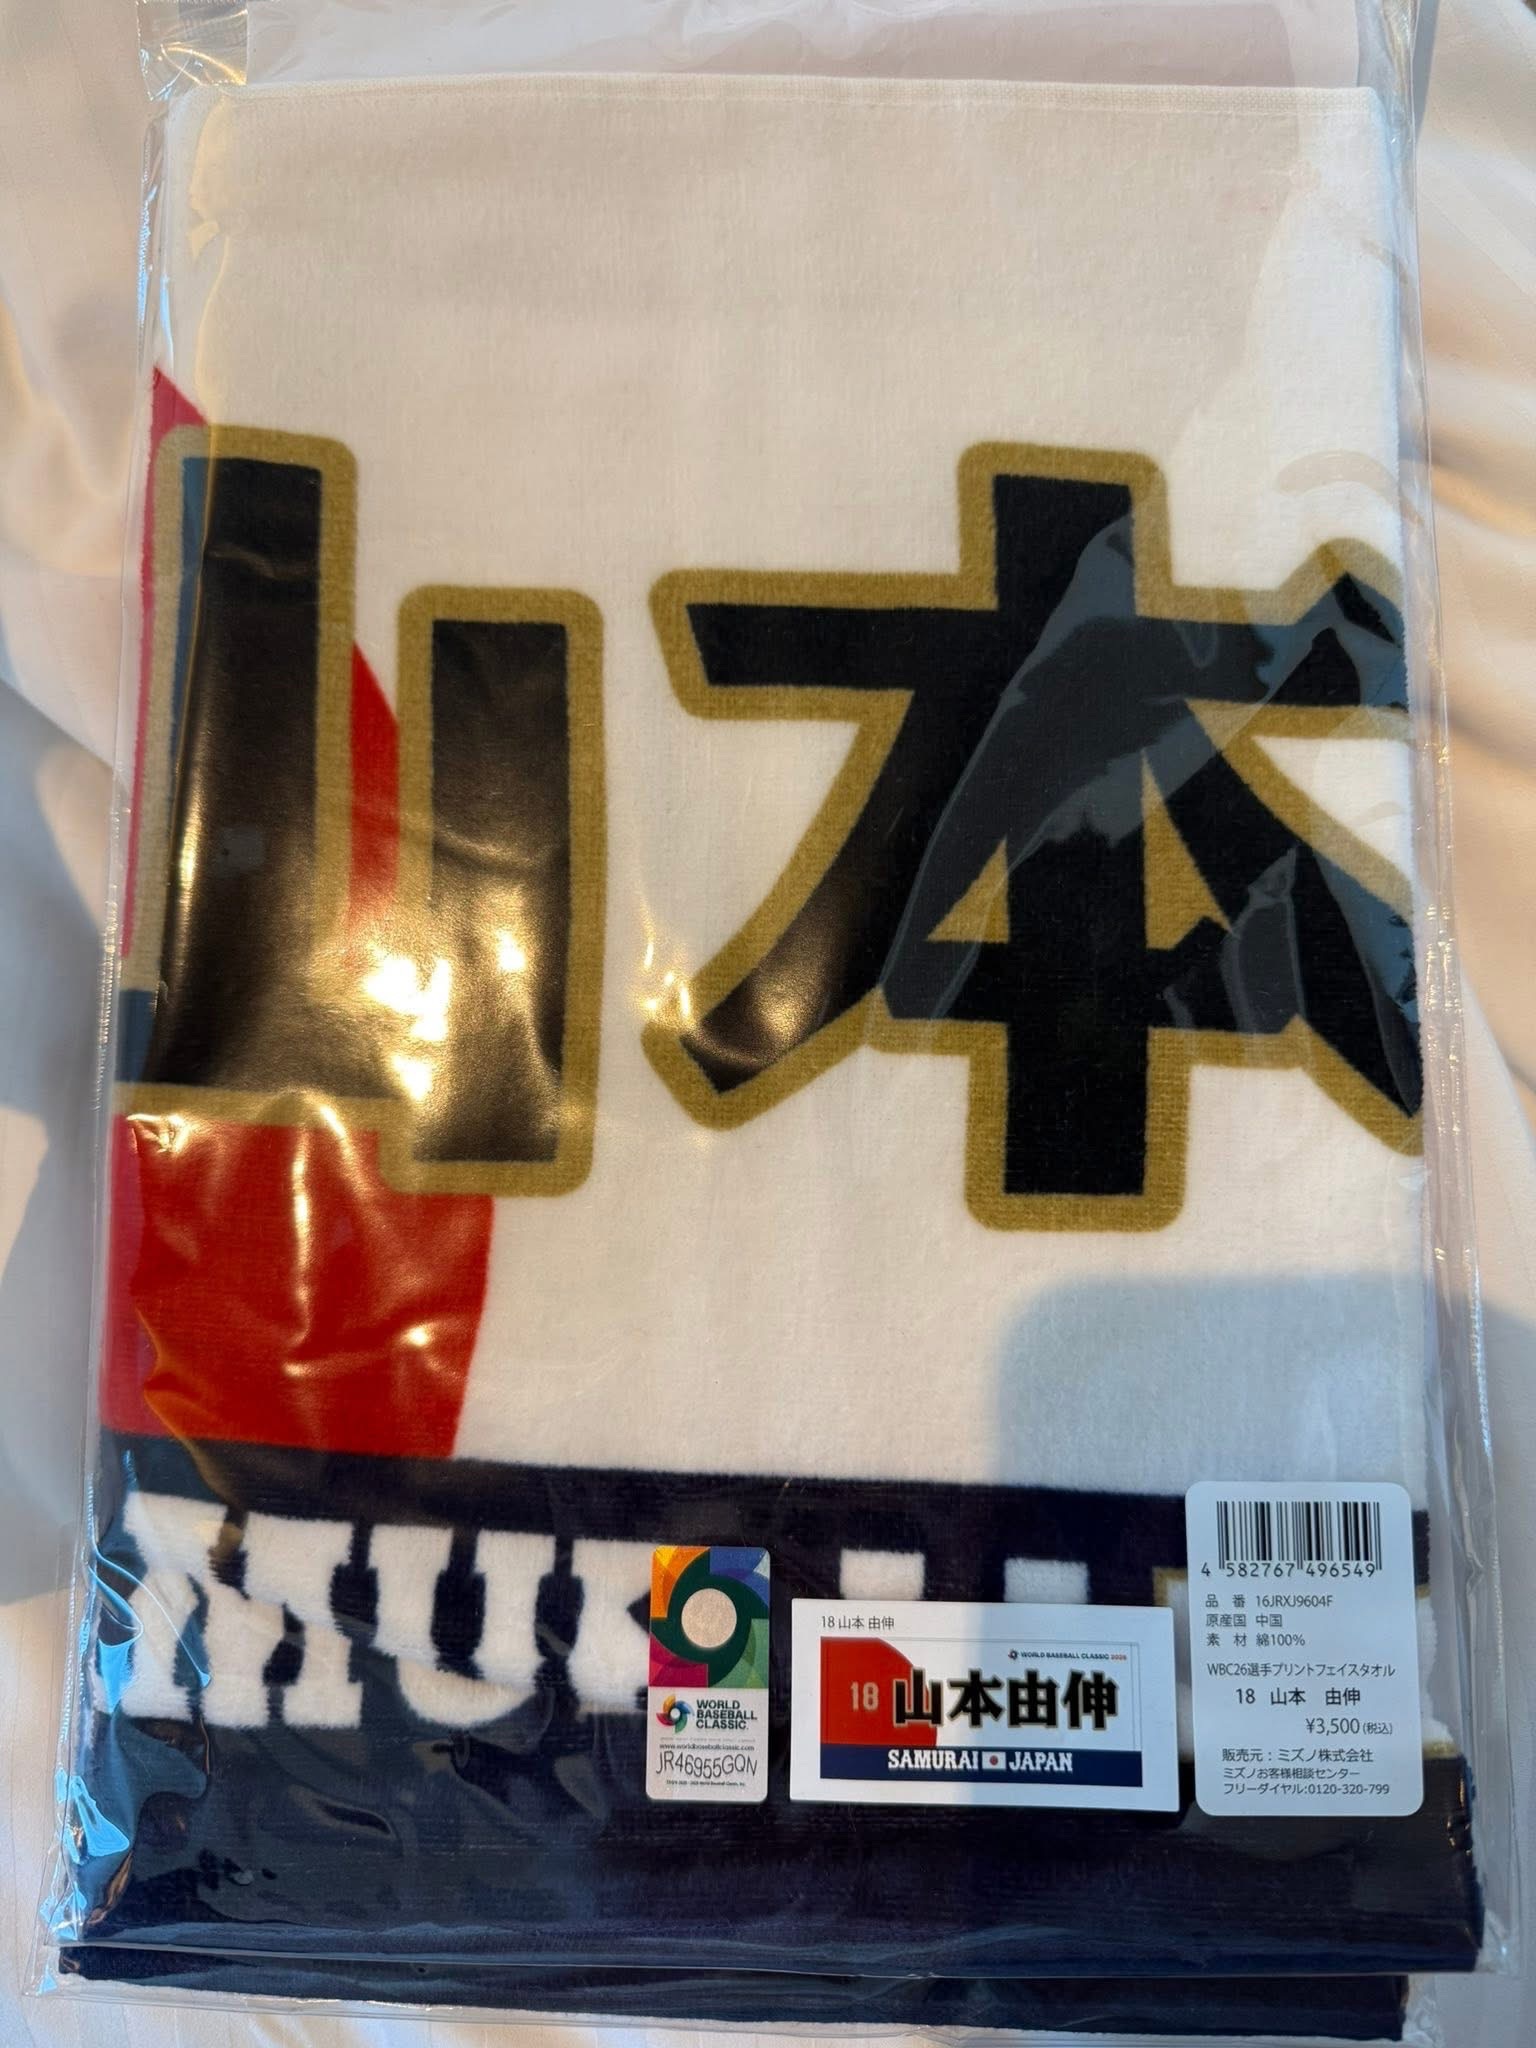 山本
MURAI
WORLD
BASEBALL
CLASSIC.
www.worldbaseballclassic.com
JR46955GQN
18 山本 由伸
WORLD BASEBALL CLASSIC 2026
18 山本由伸
SAMURAI JAPAN
4 582767 496549
品 番 16JRXJ9604F
原産国 中国
素 材 綿100%
WBC26選手プリントフェイスタオル
18 山本 由伸
¥3,500(税込)
販売元:ミズノ株式会社
ミズノお客様相談センター
フリーダイヤル:0120-320-799